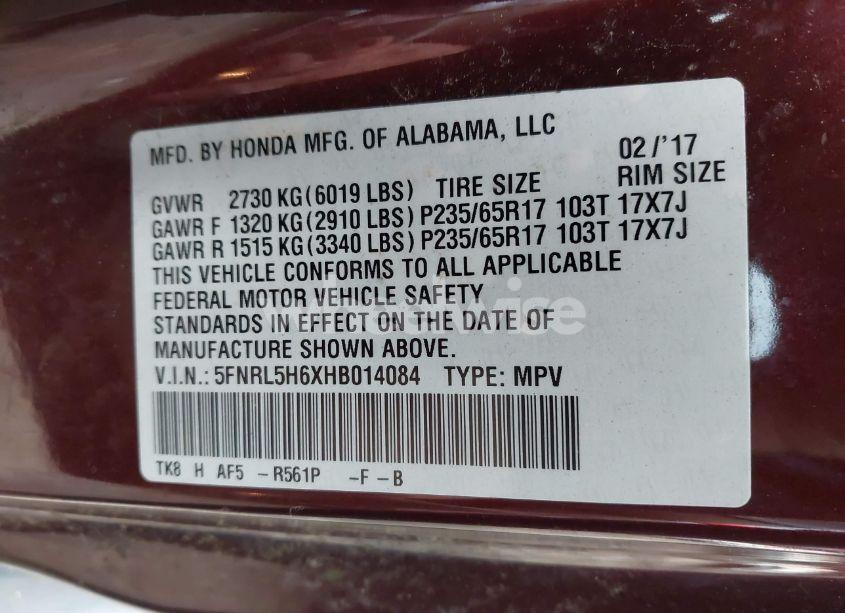 MFD. BY HONDA MFG. OF ALABAMA, LLC 02/'17
GVWR 2730 KG(6019 LBS) TIRE SIZE RIM SIZE
GAWR F 1320 KG(2910 LBS) P235/65R17 103T 17X7J
GAWR R 1515 KG(3340 LBS) P235/65R17 103T 17X7J
THIS VEHICLE CONFORMS TO ALL APPLICABLE
FEDERAL MOTOR VEHICLE SAFETY
STANDARDS IN EFFECT ON THE DATE OF
MANUFACTURE SHOWN ABOVE.
V.I.N.: 5FNRL5H6XHB014084 TYPE: MPV
TK8 H AF5 -R561P -F -B